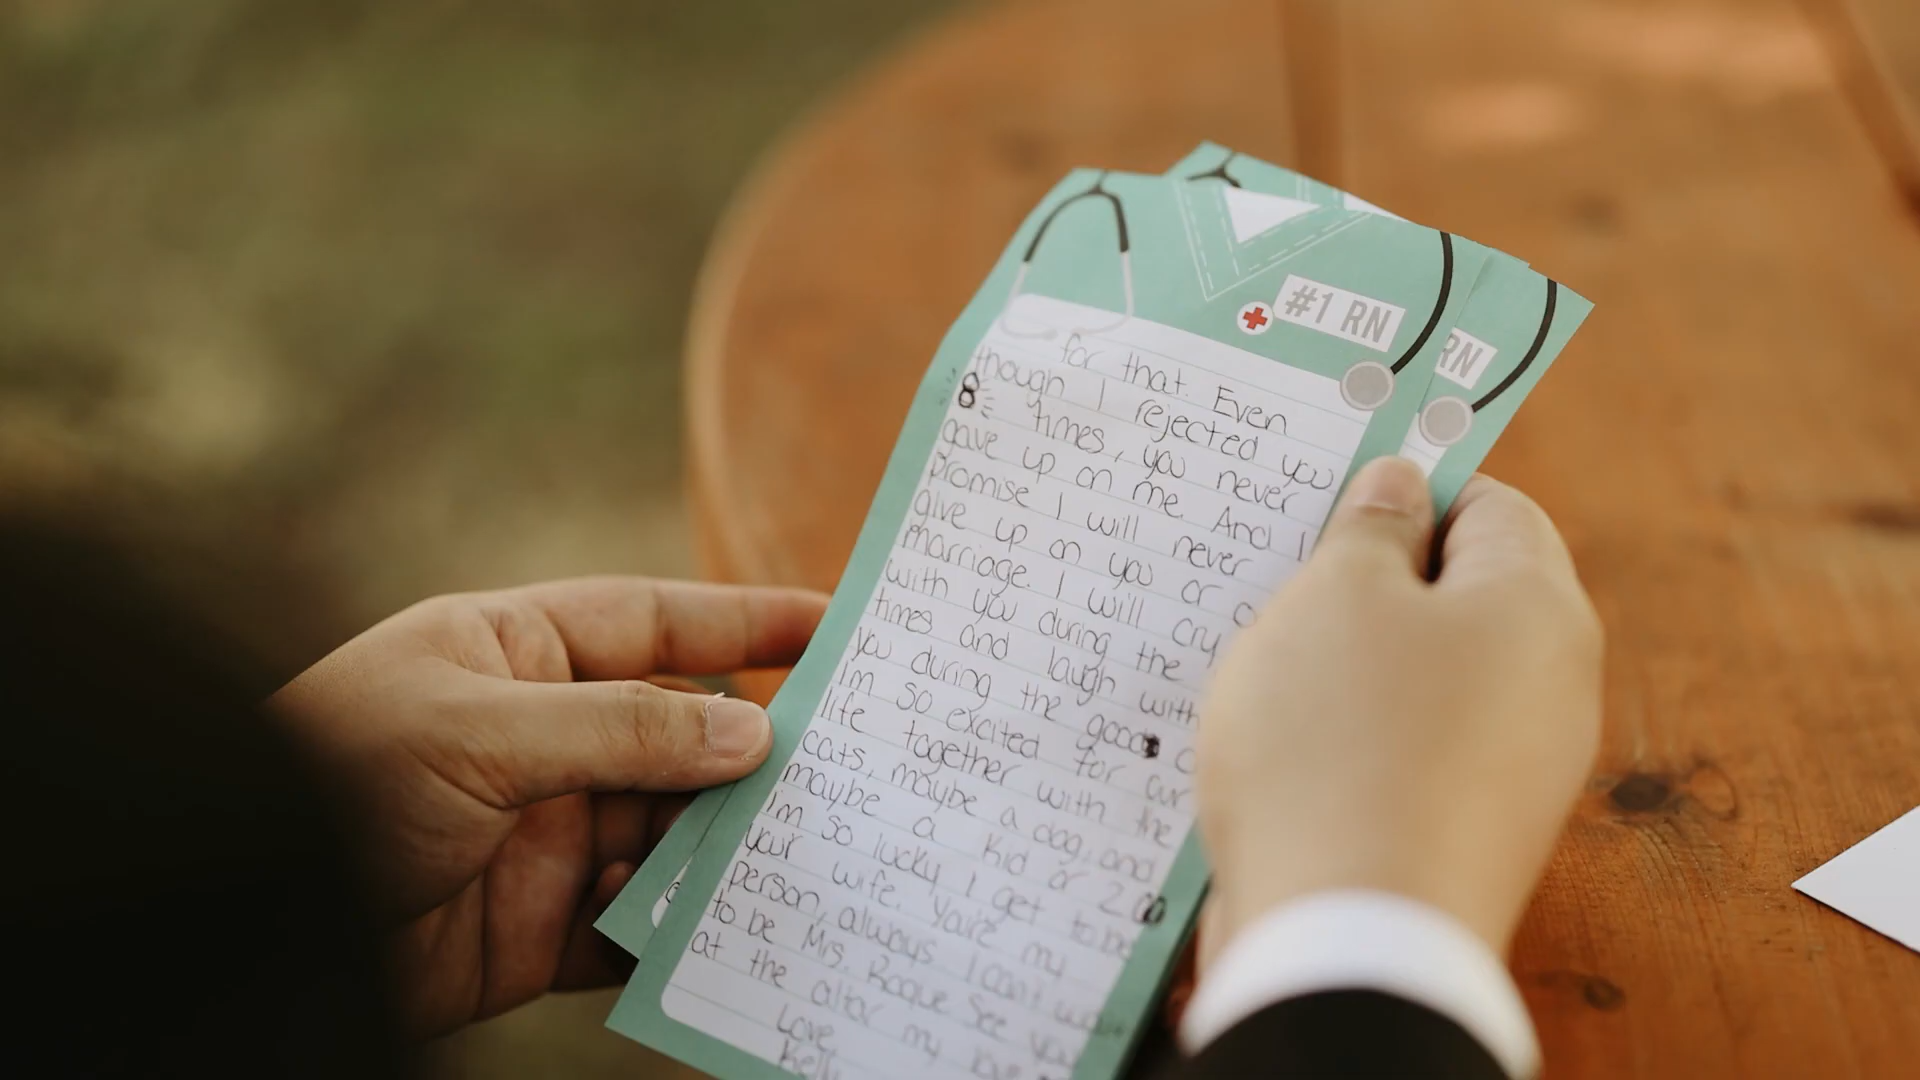 #1 RN
RN
for that. Even
though I rejected you
8 times, you never
gave up on me. And I
promise I will never
give up on you or
marriage. I will cry
with you during the
times and laugh with
you during the good
I'm so excited for our
life together with the
cats, maybe a dog, and
maybe a kid or 2
I'm so lucky I get to be
your wife. You're my
person, always I can't wait
to be Mrs. Roque See you
at the altar my love
Love,
Kelly